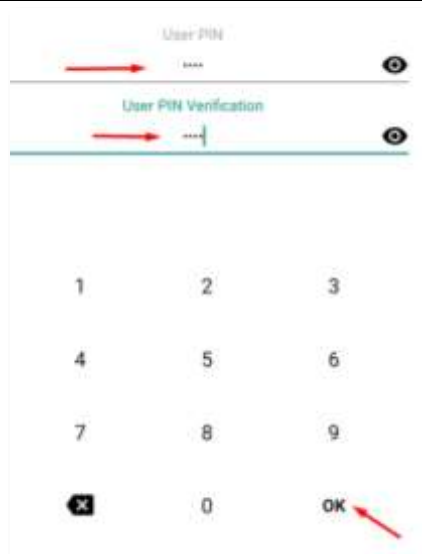 User PIN
····
User PIN Verification
····
1 2 3
4 5 6
7 8 9
0 OK